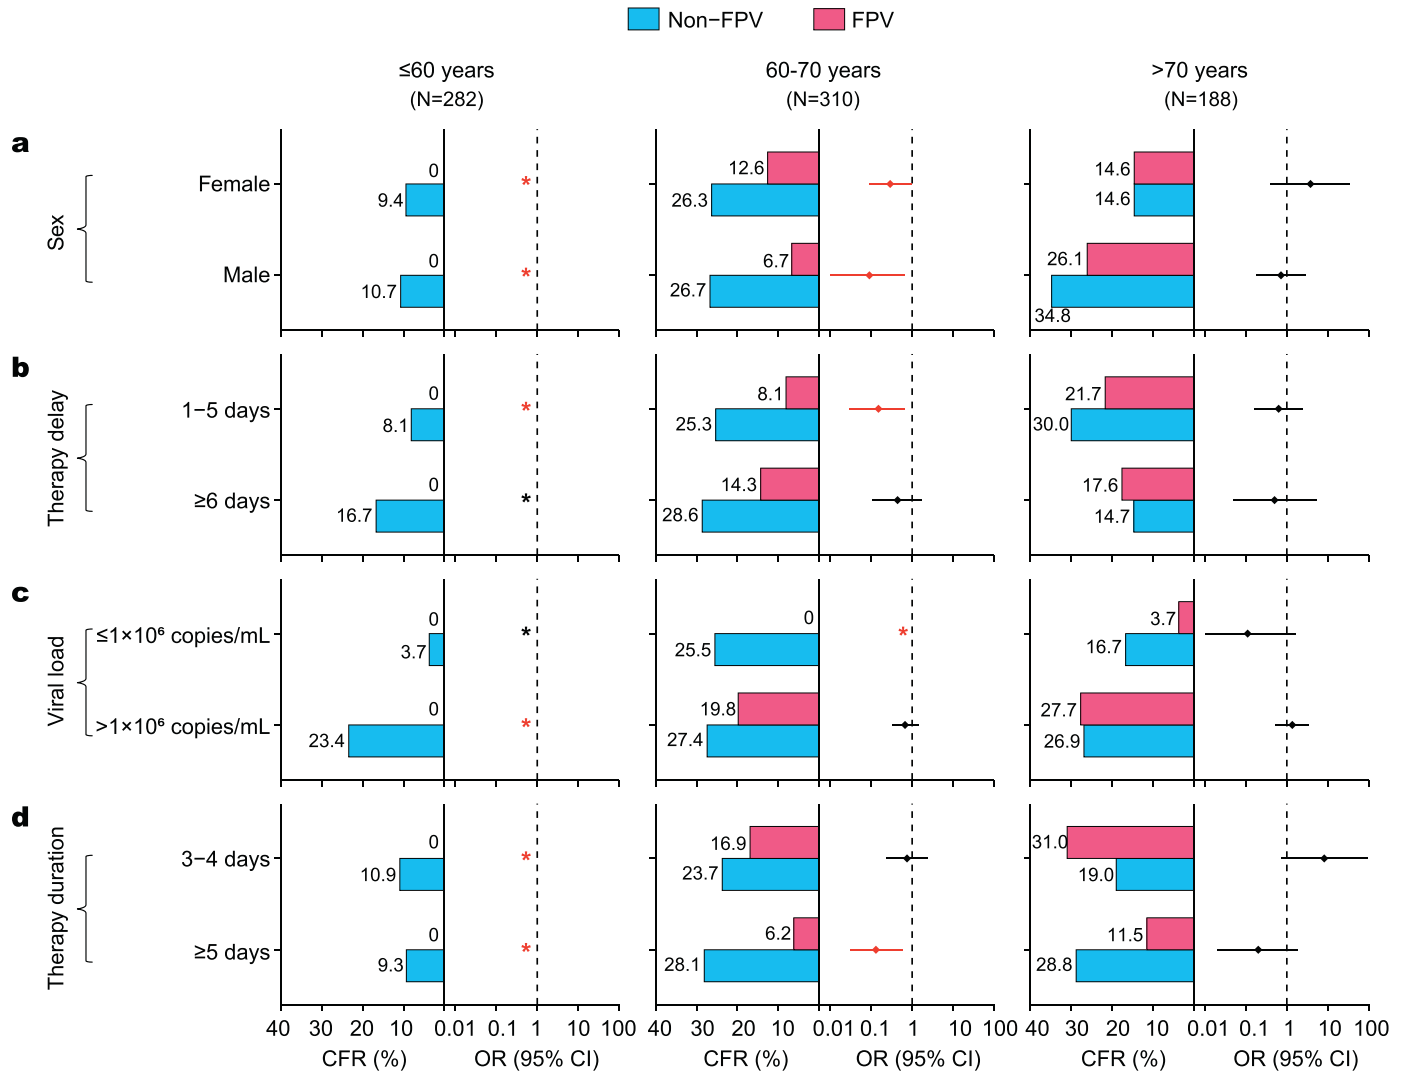 Non−FPV FPV
≤60 years 60-70 years >70 years
(N=282) (N=310) (N=188)
a
Sex
Female 0 9.4 * 12.6 26.3 14.6 14.6
Male 0 10.7 * 6.7 26.7 26.1 34.8
b
Therapy delay
1−5 days 0 8.1 * 8.1 25.3 21.7 30.0
≥6 days 0 16.7 * 14.3 28.6 17.6 14.7
c
Viral load
≤1×10⁶ copies/mL 0 3.7 * 0 25.5 * 3.7 16.7
>1×10⁶ copies/mL 0 23.4 * 19.8 27.4 27.7 26.9
d
Therapy duration
3−4 days 0 10.9 * 16.9 23.7 31.0 19.0
≥5 days 0 9.3 * 6.2 28.1 11.5 28.8
40 30 20 10 0.01 0.1 1 10 100 40 30 20 10 0.01 0.1 1 10 100 40 30 20 10 0.01 0.1 1 10 100
CFR (%) OR (95% CI) CFR (%) OR (95% CI) CFR (%) OR (95% CI)